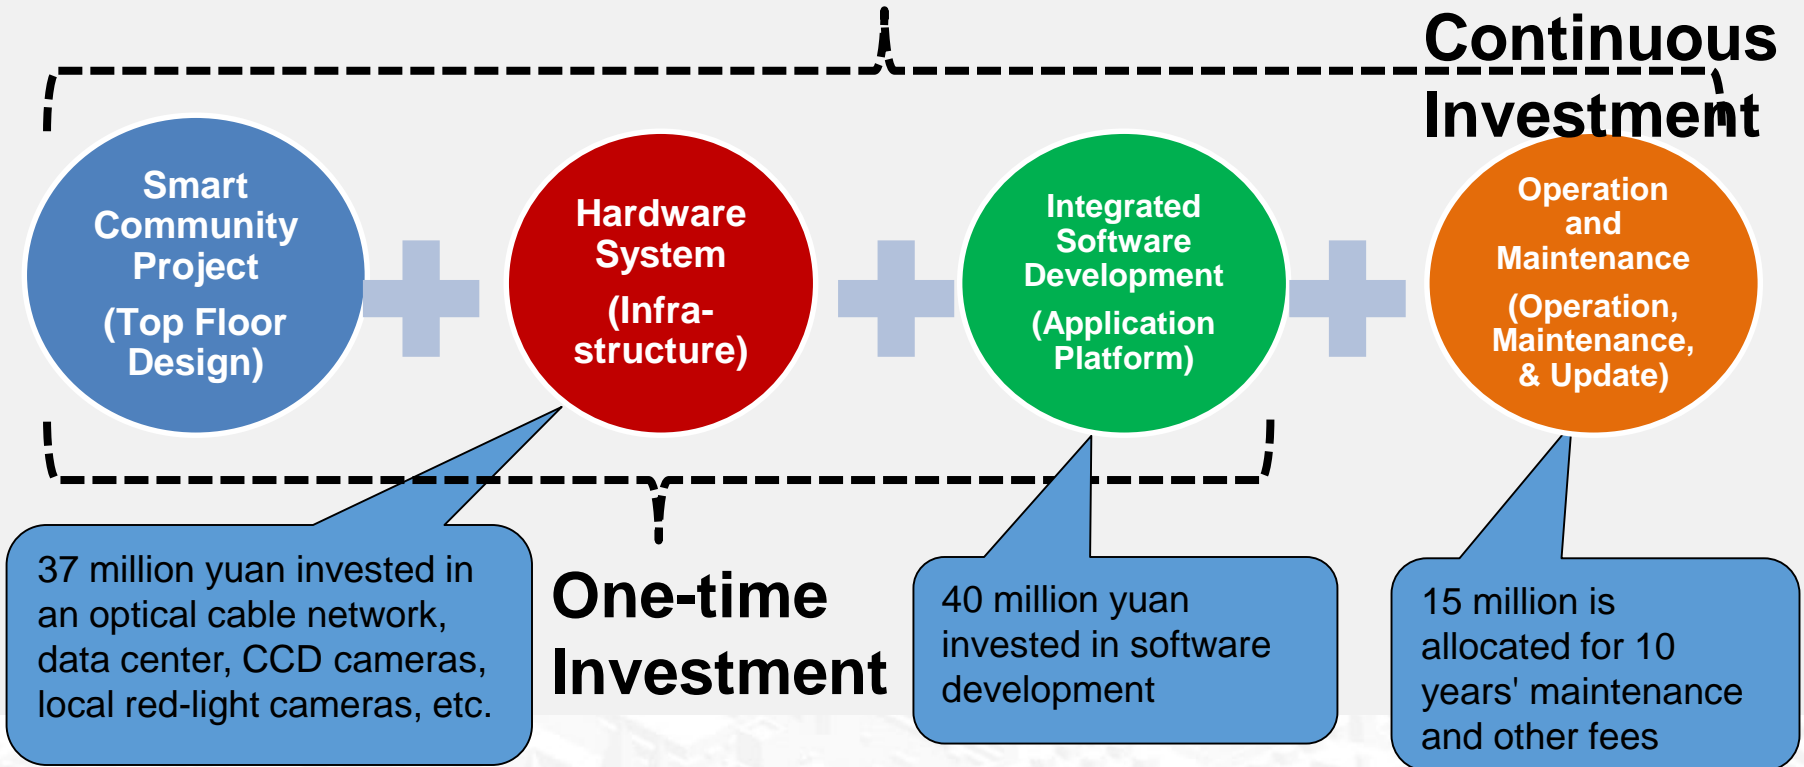 Continuous
Investment
Smart
Community
Project
(Top Floor
Design)
Hardware
System
(Infra-
structure)
Integrated
Software
Development
(Application
Platform)
Operation
and
Maintenance
(Operation,
Maintenance,
& Update)
37 million yuan invested in
an optical cable network,
data center, CCD cameras,
local red-light cameras, etc.
One-time
Investment
40 million yuan
invested in software
development
15 million is
allocated for 10
years' maintenance
and other fees